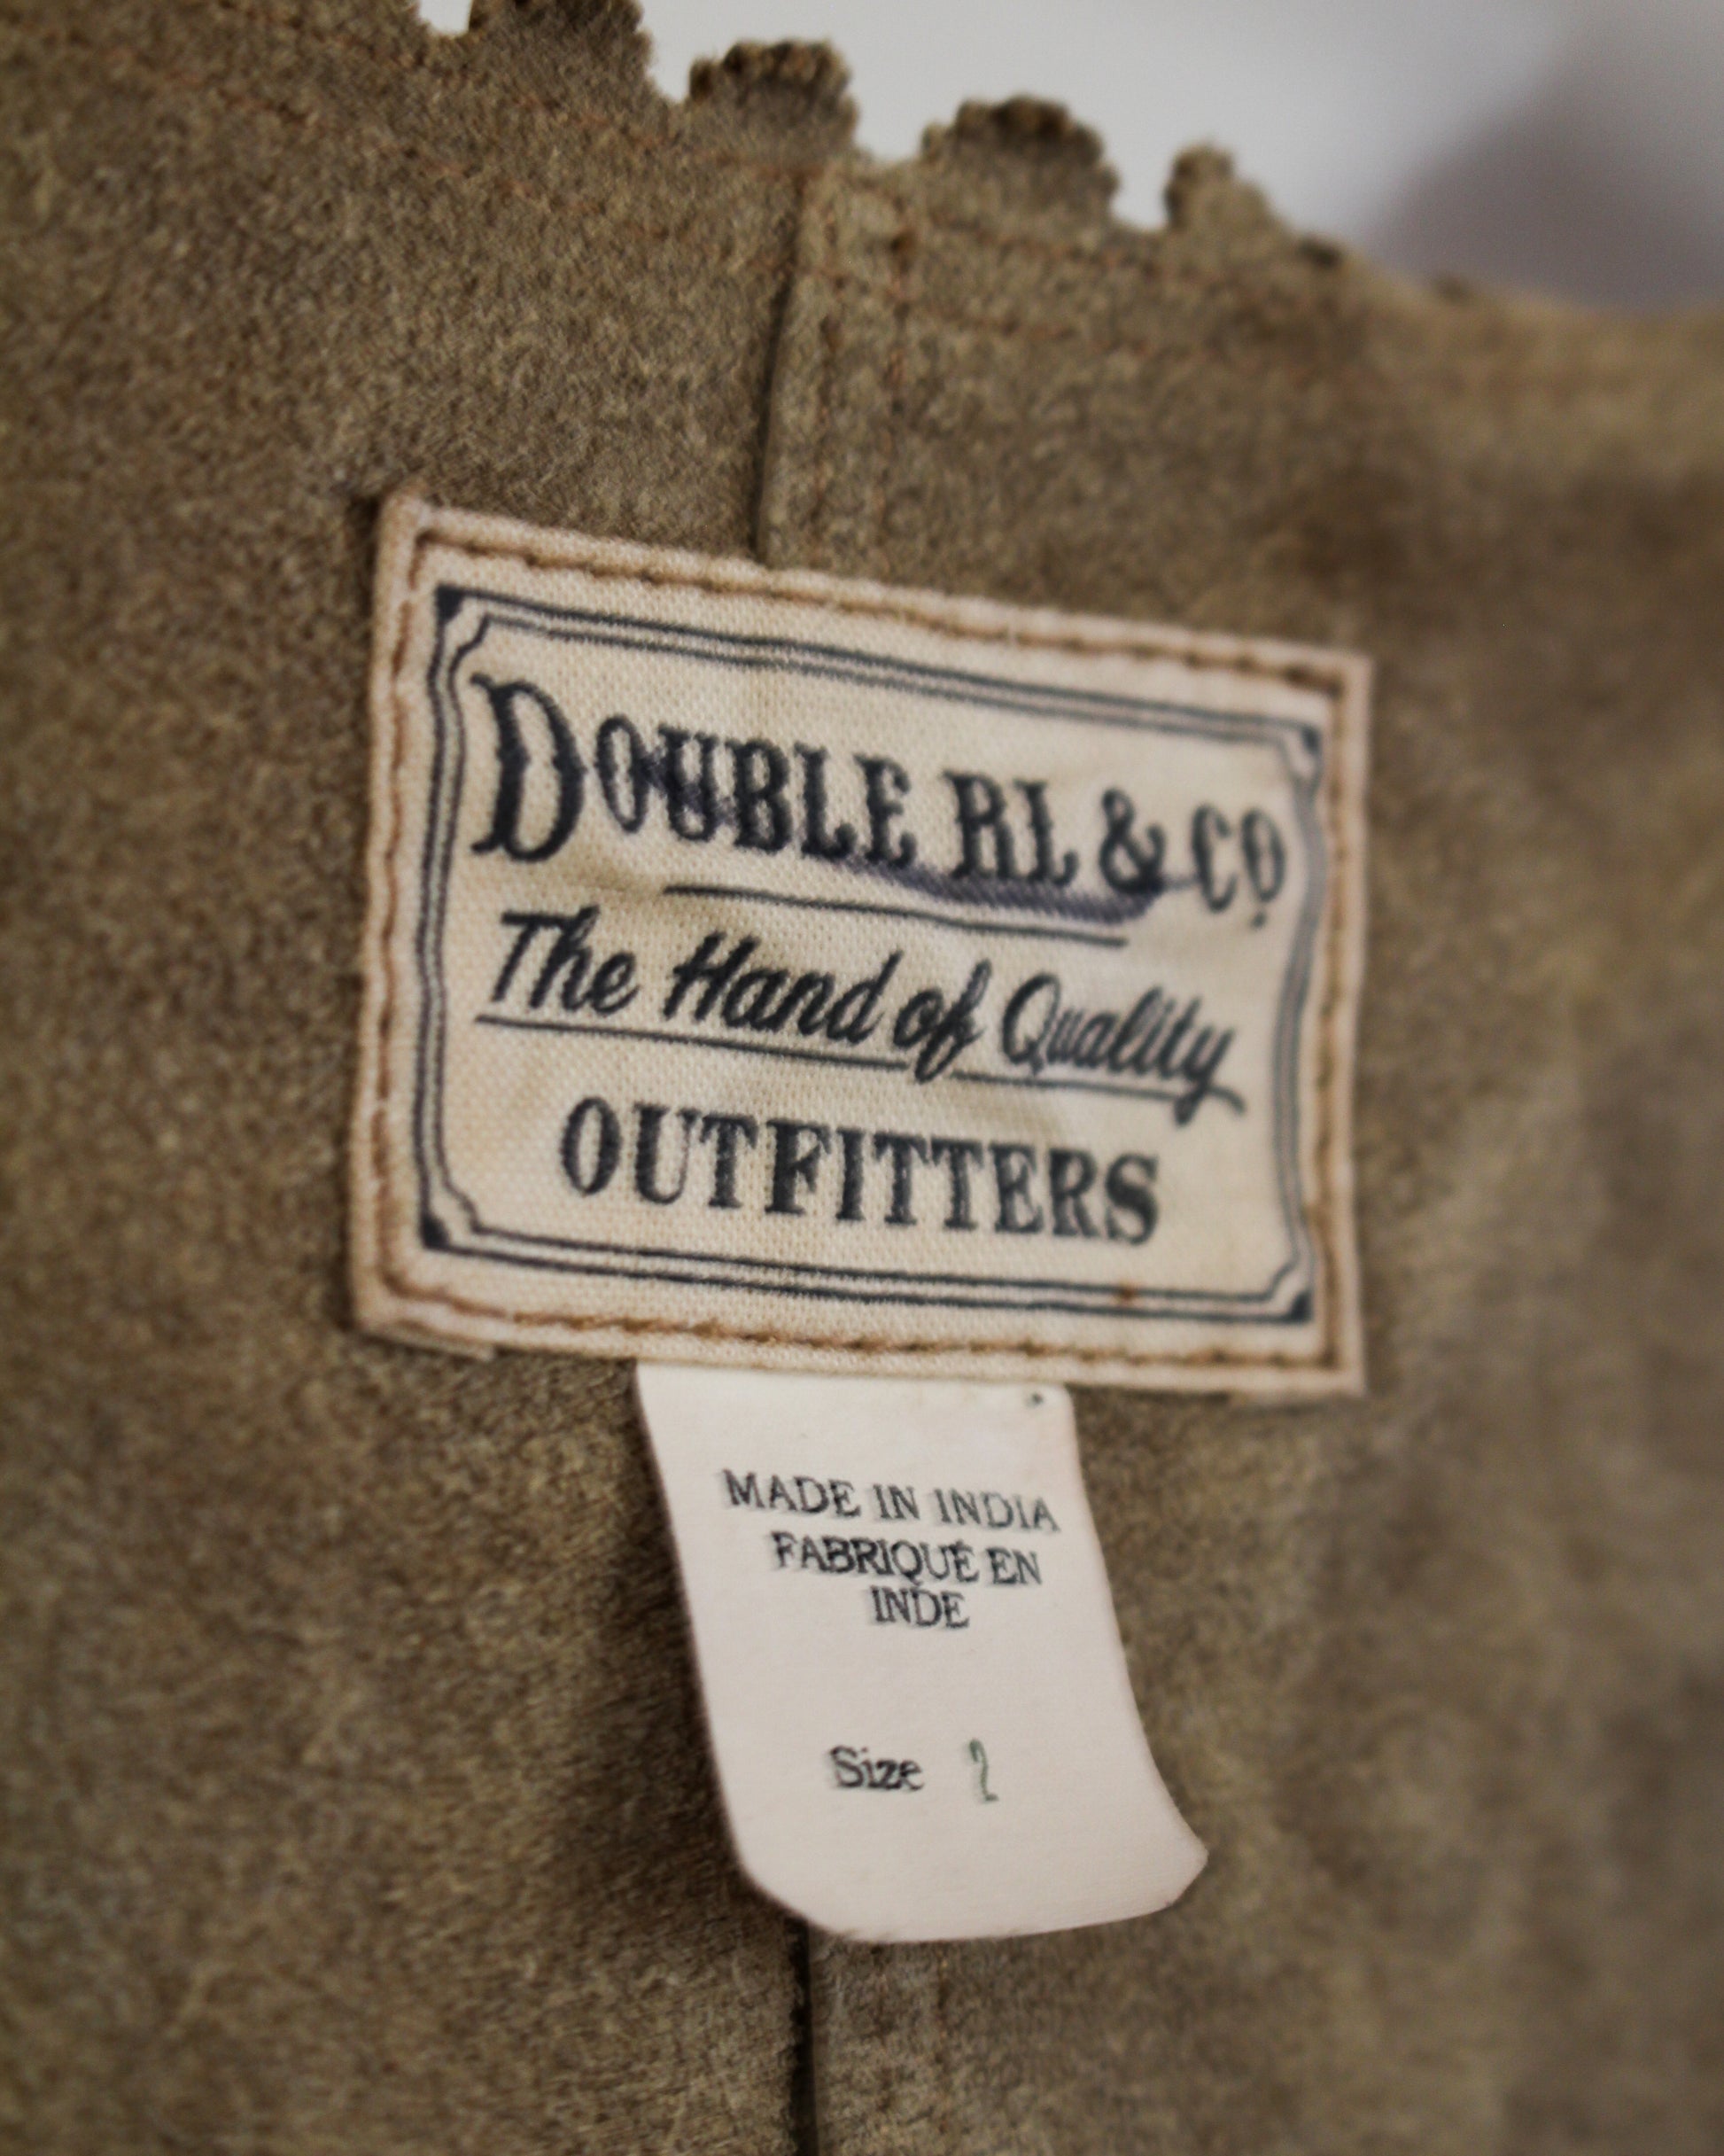 DOUBLE RL & CO
The Hand of Quality
OUTFITTERS
MADE IN INDIA
FABRIQUÉ EN
INDE
Size 2